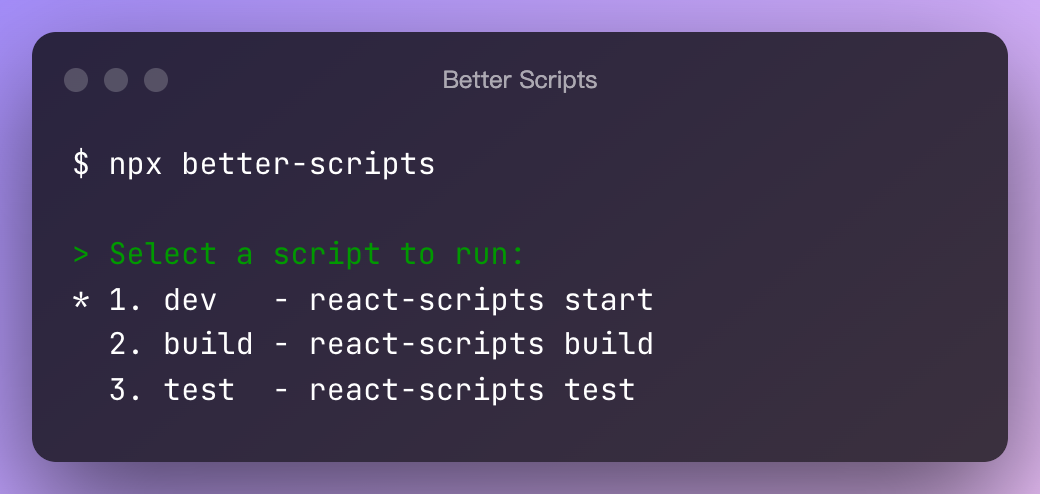 Better Scripts
$ npx better-scripts
> Select a script to run:
* 1. dev   - react-scripts start
  2. build - react-scripts build
  3. test  - react-scripts test